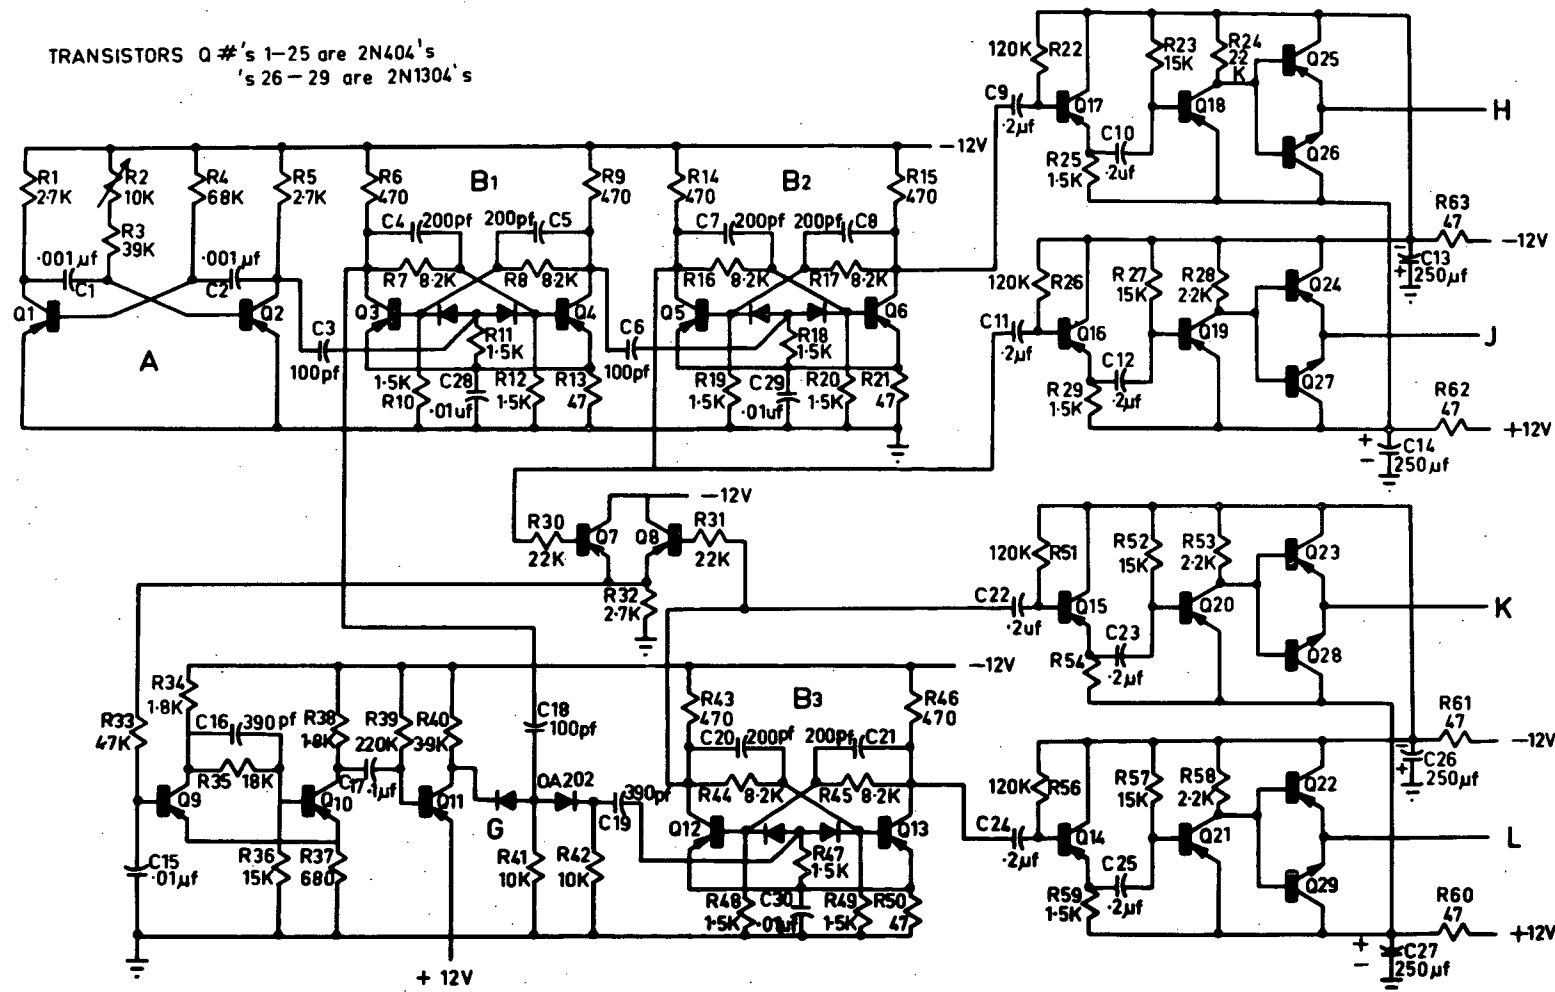 TRANSISTORS Q #'s 1-25 are 2N404's
's 26-29 are 2N1304's
-12V
R1
2.7K
R2
10K
R3
39K
R4
68K
R5
2.7K
.001 µf
C1
.001 µf
C2
Q1
Q2
A
C3
100pf
R6
470
B1
R9
470
C4
200pf
200pf
C5
R7
8.2K
R8
8.2K
Q3
Q4
R11
1.5K
1.5K
R10
C28
.01uf
R12
1.5K
R13
47
C6
100pf
R14
470
B2
R15
470
C7
200pf
200pf
C8
R16
8.2K
R17
8.2K
Q5
Q6
R18
1.5K
R19
1.5K
C29
.01uf
R20
1.5K
R21
47
120K
R22
R23
15K
R24
22
K
Q25
C9
.2µf
Q17
Q18
H
C10
.2uf
Q26
R25
1.5K
R63
47
-12V
C13
+
250µf
120K
R26
R27
15K
R28
2.2K
Q24
C11
.2µf
Q16
Q19
J
C12
.2µf
Q27
R29
1.5K
R62
47
+12V
+
-
C14
250µf
-12V
R30
22K
Q7
Q8
R31
22K
R32
2.7K
120K
R51
R52
15K
R53
2.2K
Q23
C22
.2uf
Q15
Q20
K
C23
.2µf
Q28
R54
R61
47
-12V
C26
+
250µf
-12V
R33
47K
R34
1.8K
C16
390 pf
R35
18K
R38
1.8K
R39
220K
R40
3.9K
C17
.1µf
Q9
Q10
Q11
C15
.01µf
R36
15K
R37
680
+12V
C18
100pf
OA202
G
R41
10K
R42
10K
C19
390pf
R43
470
B3
R46
470
C20
200pf
200pf
C21
R44
8.2K
R45
8.2K
Q12
Q13
R47
1.5K
R48
1.5K
C30
.01µf
R49
1.5K
R50
47
120K
R56
R57
15K
R58
2.2K
Q22
C24
.2µf
Q14
Q21
L
C25
.2µf
Q29
R59
1.5K
R60
47
+12V
+
-
C27
250µf